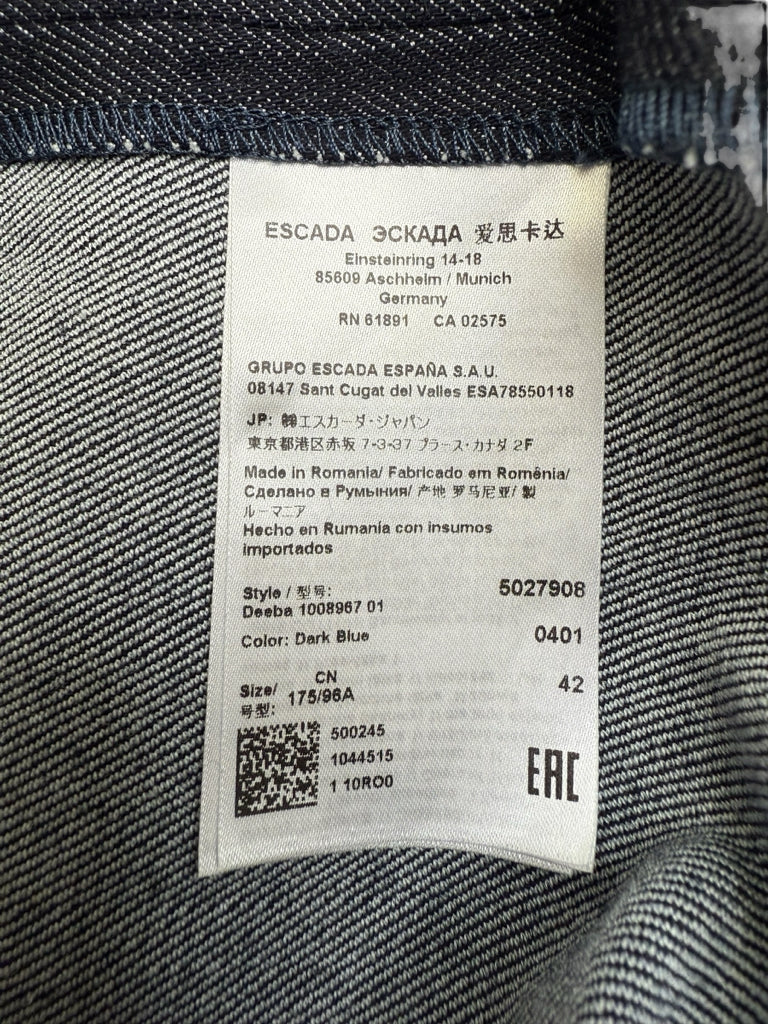 ESCADA ЭСКАДА 爱思卡达
Einsteinring 14-18
85609 Aschheim / Munich
Germany
RN 61891 CA 02575
GRUPO ESCADA ESPAÑA S.A.U.
08147 Sant Cugat del Valles ESA78550118
JP: ㈱エスカーダ・ジャパン
東京都港区赤坂 7-3-37 プラース・カナダ 2F
Made in Romania/ Fabricado em Romênia/
Сделано в Румыния/ 产地 罗马尼亚/ 製
ルーマニア
Hecho en Rumania con insumos
importados
Style / 型号: 5027908
Deeba 1008967 01
Color: Dark Blue 0401
Size/ CN 42
号型: 175/96A
500245
1044515
1 10RO0
EAC